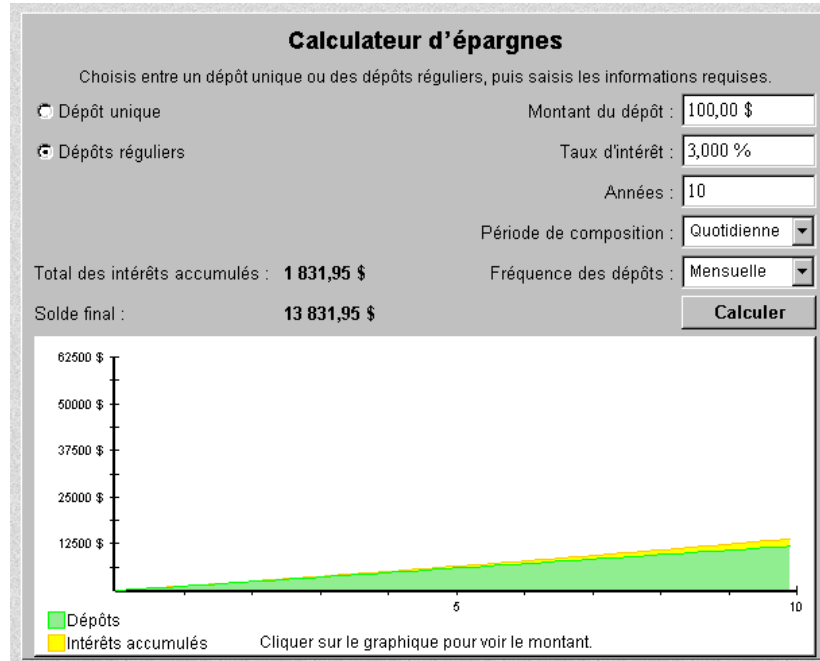 Calculateur d'épargnes
Choisis entre un dépôt unique ou des dépôts réguliers, puis saisis les informations requises.
Dépôt unique
Montant du dépôt : 100,00 $
Dépôts réguliers
Taux d'intérêt : 3,000 %
Années : 10
Période de composition : Quotidienne
Total des intérêts accumulés : 1 831,95 $
Fréquence des dépôts : Mensuelle
Solde final : 13 831,95 $
Calculer
62500 $
50000 $
37500 $
25000 $
12500 $
5
10
Dépôts
Intérêts accumulés
Cliquer sur le graphique pour voir le montant.